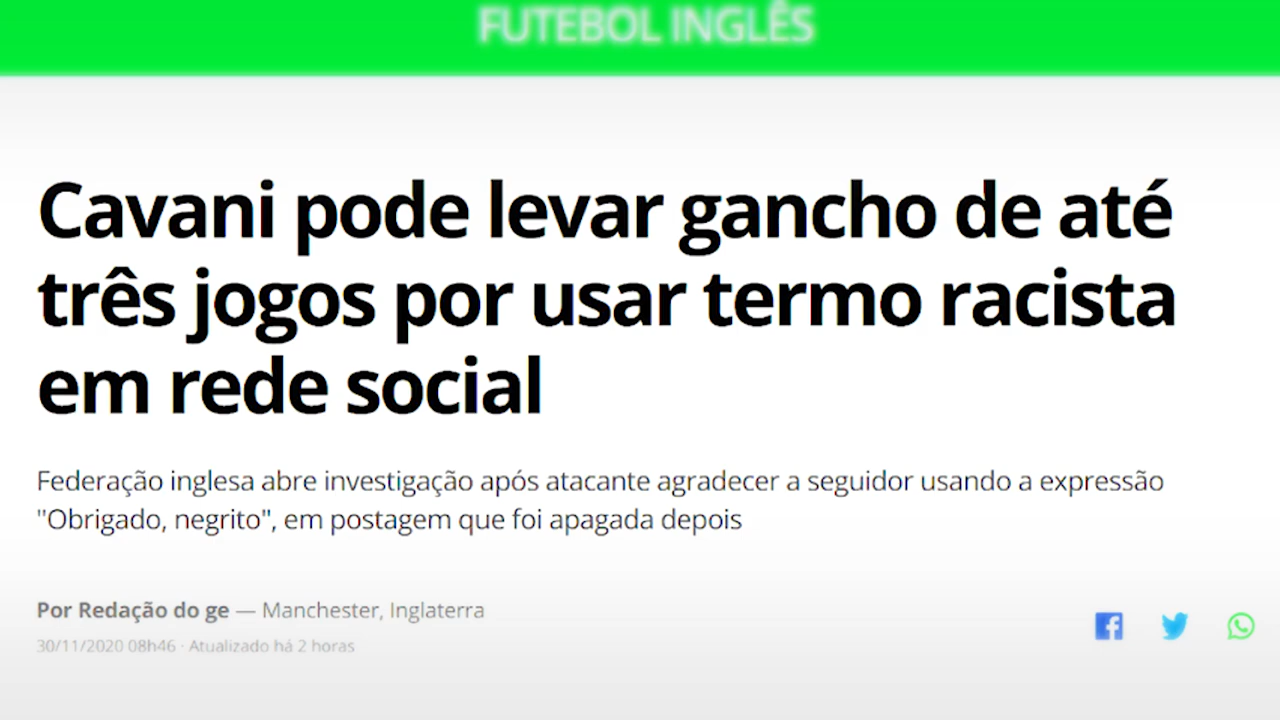 FUTEBOL INGLÊS
Cavani pode levar gancho de até
três jogos por usar termo racista
em rede social
Federação inglesa abre investigação após atacante agradecer a seguidor usando a expressão
"Obrigado, negrito", em postagem que foi apagada depois
Por Redação do ge — Manchester, Inglaterra
30/11/2020 08h46 · Atualizado há 2 horas